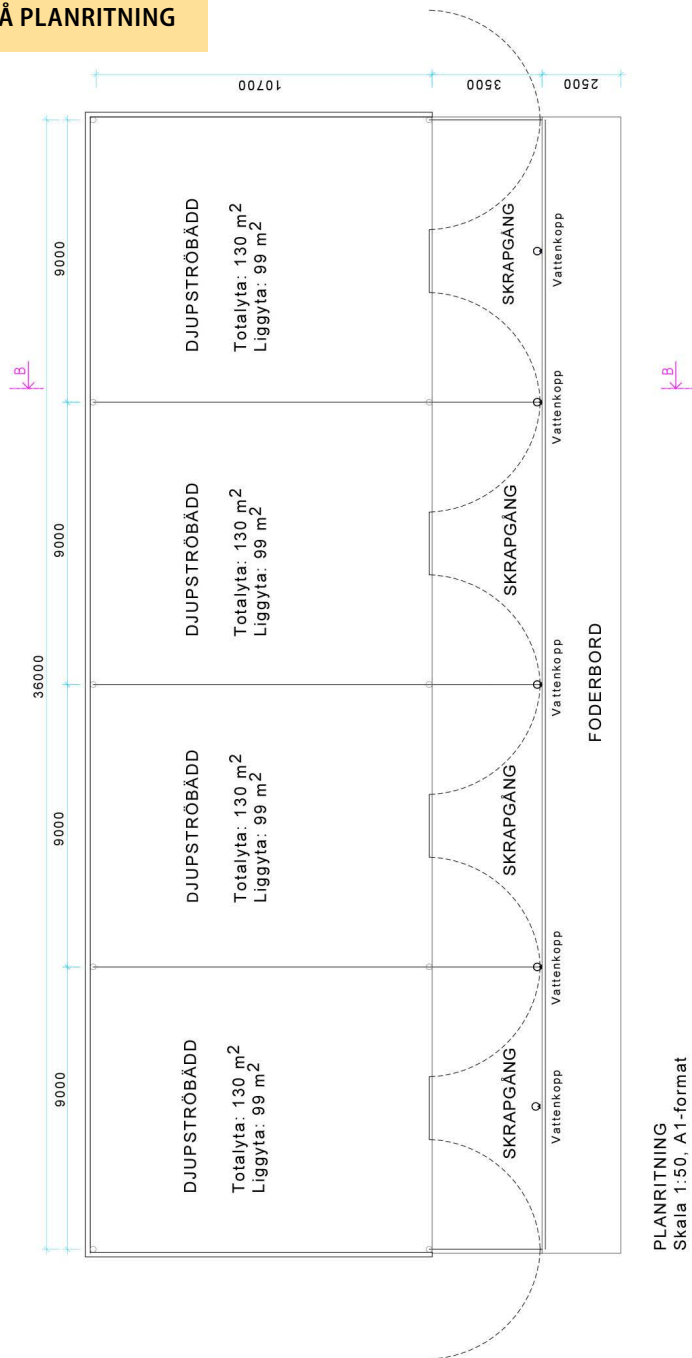 Å PLANRITNING
36000
9000
9000
9000
9000
B
DJUPSTRÖBÄDD
Totalyta: 130 m²
Liggyta: 99 m²
DJUPSTRÖBÄDD
Totalyta: 130 m²
Liggyta: 99 m²
DJUPSTRÖBÄDD
Totalyta: 130 m²
Liggyta: 99 m²
DJUPSTRÖBÄDD
Totalyta: 130 m²
Liggyta: 99 m²
10700
3500
2500
SKRAPGÅNG
SKRAPGÅNG
SKRAPGÅNG
SKRAPGÅNG
Vattenkopp
Vattenkopp
Vattenkopp
Vattenkopp
Vattenkopp
FODERBORD
B
PLANRITNING
Skala 1:50, A1-format